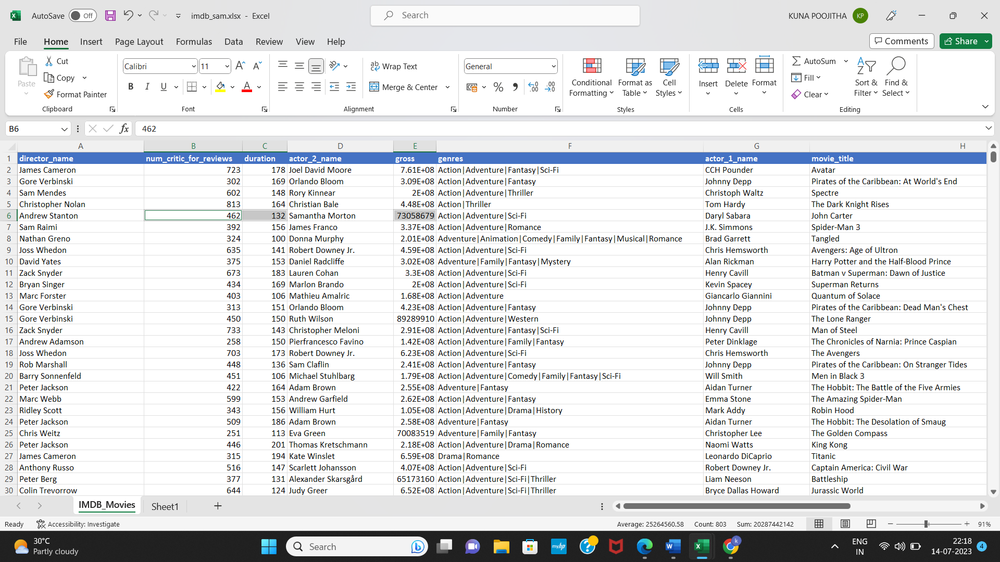 AutoSave Off imdb_sam.xlsx - Excel Search KUNA POOJITHA KP
File Home Insert Page Layout Formulas Data Review View Help Comments Share
Paste Cut Copy Format Painter Clipboard
Calibri 11 B I U A Font
Wrap Text Merge & Center Alignment
General % Number
Conditional Formatting Format as Table Cell Styles Styles
Insert Delete Format Cells
AutoSum Fill Clear Sort & Filter Find & Select Editing
B6 fx 462
A B C D E F G H
1 director_name num_critic_for_reviews duration actor_2_name gross genres actor_1_name movie_title
2 James Cameron 723 178 Joel David Moore 7.61E+08 Action|Adventure|Fantasy|Sci-Fi CCH Pounder Avatar
3 Gore Verbinski 302 169 Orlando Bloom 3.09E+08 Action|Adventure|Fantasy Johnny Depp Pirates of the Caribbean: At World's End
4 Sam Mendes 602 148 Rory Kinnear 2E+08 Action|Adventure|Thriller Christoph Waltz Spectre
5 Christopher Nolan 813 164 Christian Bale 4.48E+08 Action|Thriller Tom Hardy The Dark Knight Rises
6 Andrew Stanton 462 132 Samantha Morton 73058679 Action|Adventure|Sci-Fi Daryl Sabara John Carter
7 Sam Raimi 392 156 James Franco 3.37E+08 Action|Adventure|Romance J.K. Simmons Spider-Man 3
8 Nathan Greno 324 100 Donna Murphy 2.01E+08 Adventure|Animation|Comedy|Family|Fantasy|Musical|Romance Brad Garrett Tangled
9 Joss Whedon 635 141 Robert Downey Jr. 4.59E+08 Action|Adventure|Sci-Fi Chris Hemsworth Avengers: Age of Ultron
10 David Yates 375 153 Daniel Radcliffe 3.02E+08 Adventure|Family|Fantasy|Mystery Alan Rickman Harry Potter and the Half-Blood Prince
11 Zack Snyder 673 183 Lauren Cohan 3.3E+08 Action|Adventure|Sci-Fi Henry Cavill Batman v Superman: Dawn of Justice
12 Bryan Singer 434 169 Marlon Brando 2E+08 Action|Adventure|Sci-Fi Kevin Spacey Superman Returns
13 Marc Forster 403 106 Mathieu Amalric 1.68E+08 Action|Adventure Giancarlo Giannini Quantum of Solace
14 Gore Verbinski 313 151 Orlando Bloom 4.23E+08 Action|Adventure|Fantasy Johnny Depp Pirates of the Caribbean: Dead Man's Chest
15 Gore Verbinski 450 150 Ruth Wilson 89289910 Action|Adventure|Western Johnny Depp The Lone Ranger
16 Zack Snyder 733 143 Christopher Meloni 2.91E+08 Action|Adventure|Fantasy|Sci-Fi Henry Cavill Man of Steel
17 Andrew Adamson 258 150 Pierfrancesco Favino 1.42E+08 Action|Adventure|Family|Fantasy Peter Dinklage The Chronicles of Narnia: Prince Caspian
18 Joss Whedon 703 173 Robert Downey Jr. 6.23E+08 Action|Adventure|Sci-Fi Chris Hemsworth The Avengers
19 Rob Marshall 448 136 Sam Claflin 2.41E+08 Action|Adventure|Fantasy Johnny Depp Pirates of the Caribbean: On Stranger Tides
20 Barry Sonnenfeld 451 106 Michael Stuhlbarg 1.79E+08 Action|Adventure|Comedy|Family|Fantasy|Sci-Fi Will Smith Men in Black 3
21 Peter Jackson 422 164 Adam Brown 2.55E+08 Adventure|Fantasy Aidan Turner The Hobbit: The Battle of the Five Armies
22 Marc Webb 599 153 Andrew Garfield 2.62E+08 Action|Adventure|Fantasy Emma Stone The Amazing Spider-Man
23 Ridley Scott 343 156 William Hurt 1.05E+08 Action|Adventure|Drama|History Mark Addy Robin Hood
24 Peter Jackson 509 186 Adam Brown 2.58E+08 Adventure|Fantasy Aidan Turner The Hobbit: The Desolation of Smaug
25 Chris Weitz 251 113 Eva Green 70083519 Adventure|Family|Fantasy Christopher Lee The Golden Compass
26 Peter Jackson 446 201 Thomas Kretschmann 2.18E+08 Action|Adventure|Drama|Romance Naomi Watts King Kong
27 James Cameron 315 194 Kate Winslet 6.59E+08 Drama|Romance Leonardo DiCaprio Titanic
28 Anthony Russo 516 147 Scarlett Johansson 4.07E+08 Action|Adventure|Sci-Fi Robert Downey Jr. Captain America: Civil War
29 Peter Berg 377 131 Alexander Skarsgård 65173160 Action|Adventure|Sci-Fi|Thriller Liam Neeson Battleship
30 Colin Trevorrow 644 124 Judy Greer 6.52E+08 Action|Adventure|Sci-Fi|Thriller Bryce Dallas Howard Jurassic World
IMDB_Movies Sheet1
Ready Accessibility: Investigate Average: 25264560.58 Count: 803 Sum: 20287442142 91%
30°C
Partly cloudy
Search myhp
ENG
IN
22:18
14-07-2023 4